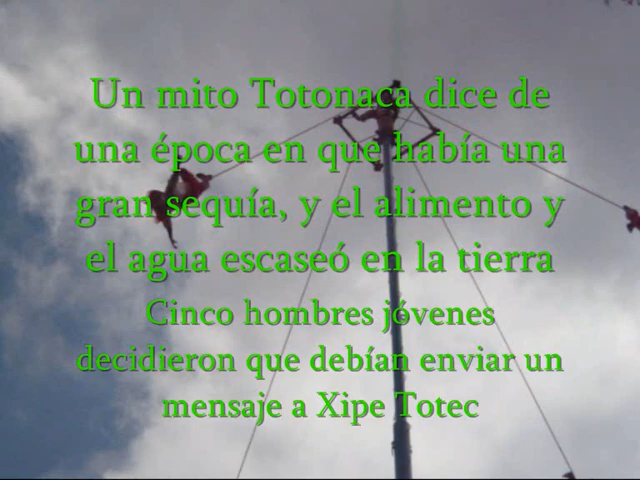 Un mito Totonaca dice de
una época en que había una
gran sequía, y el alimento y
el agua escaseó en la tierra
Cinco hombres jóvenes
decidieron que debían enviar un
mensaje a Xipe Totec